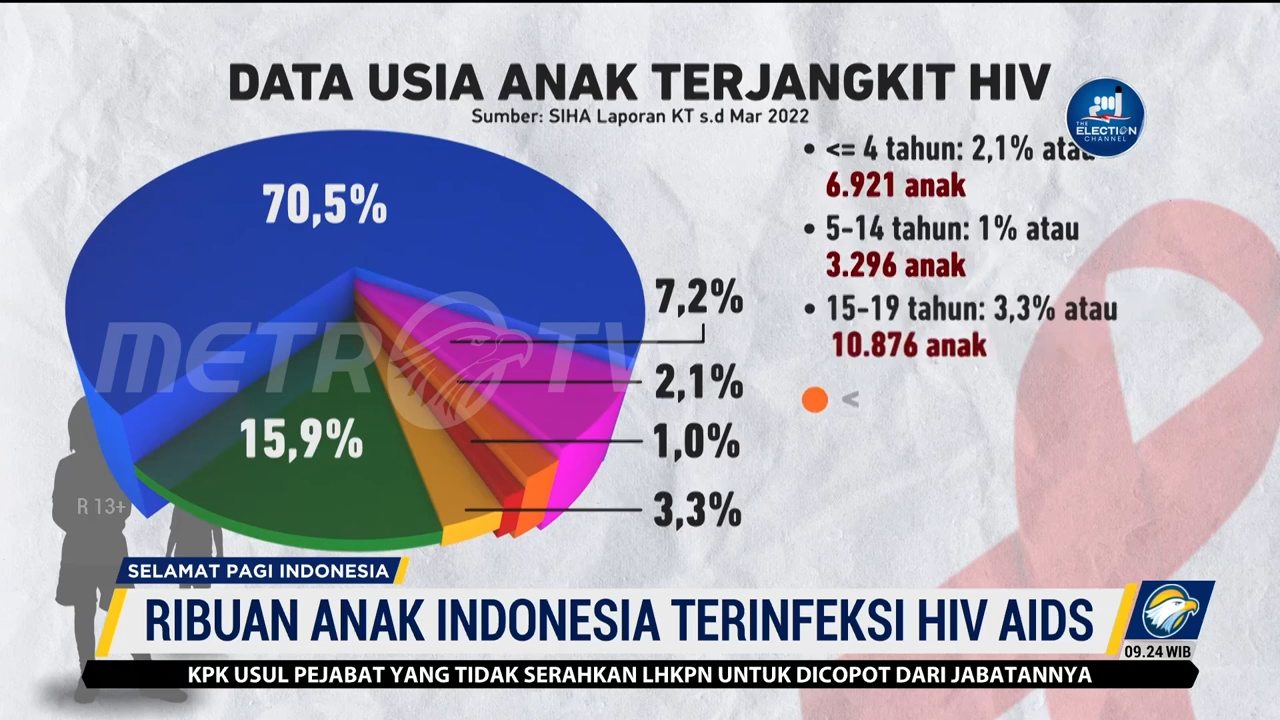 DATA USIA ANAK TERJANGKIT HIV
Sumber: SIHA Laporan KT s.d Mar 2022
THE
ELECTION
CHANNEL
70,5%
7,2%
2,1%
1,0%
3,3%
15,9%
• <= 4 tahun: 2,1% atau
6.921 anak
• 5-14 tahun: 1% atau
3.296 anak
• 15-19 tahun: 3,3% atau
10.876 anak
<
METRO TV
R 13+
SELAMAT PAGI INDONESIA
RIBUAN ANAK INDONESIA TERINFEKSI HIV AIDS
09.24 WIB
KPK USUL PEJABAT YANG TIDAK SERAHKAN LHKPN UNTUK DICOPOT DARI JABATANNYA